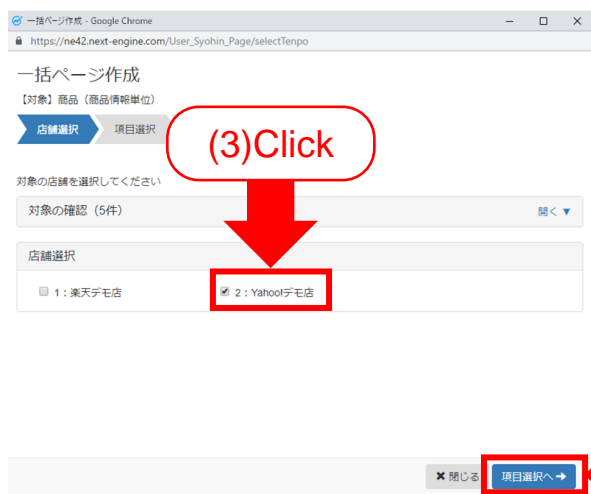 一括ページ作成 - Google Chrome
https://ne42.next-engine.com/User_Syohin_Page/selectTenpo
一括ページ作成
【対象】商品（商品情報単位）
店舗選択 項目選択
(3)Click
対象の店舗を選択してください
対象の確認（5件） 開く ▼
店舗選択
1：楽天デモ店 2：Yahoo!デモ店
✖ 閉じる 項目選択へ ➔